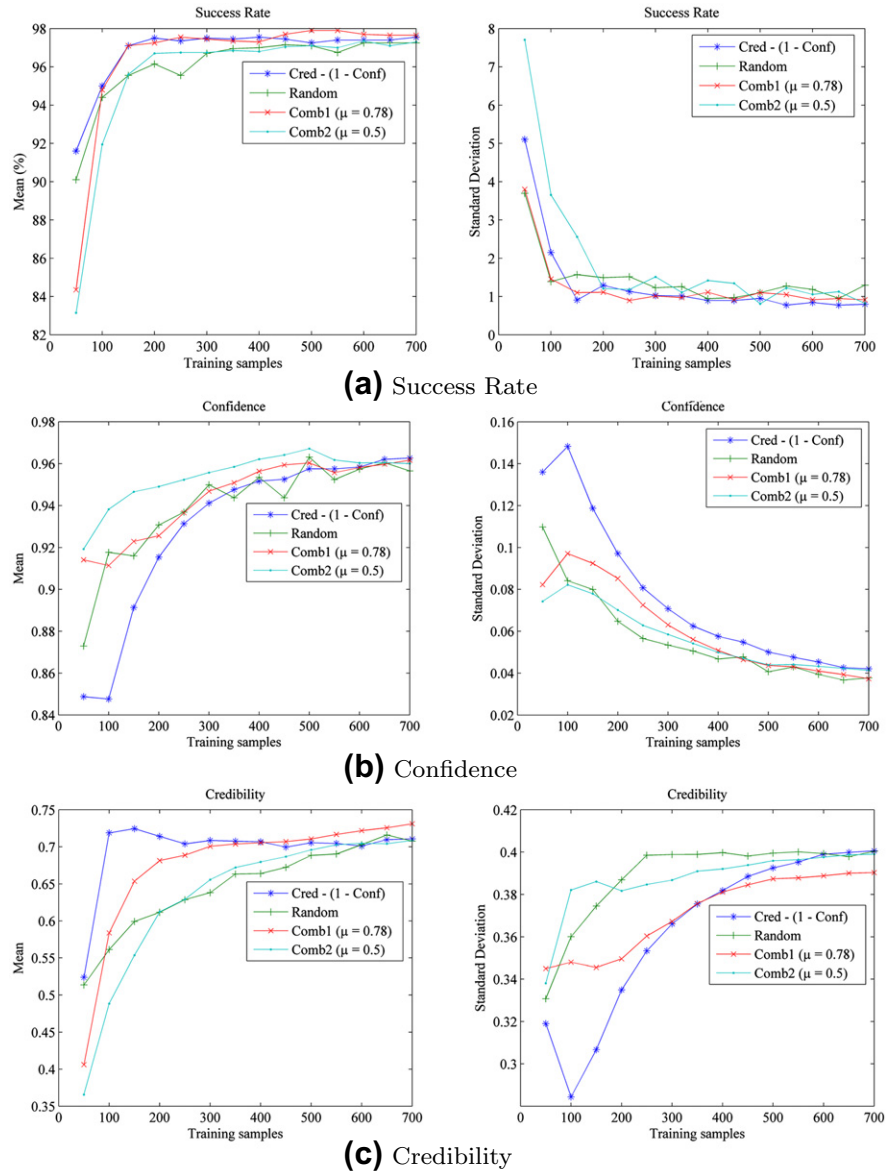 Success Rate
98
96
94
92
90
88
86
84
82
Mean (%)
0 100 200 300 400 500 600 700
Training samples
Cred - (1 - Conf)
Random
Comb1 (μ = 0.78)
Comb2 (μ = 0.5)
Success Rate
8
7
6
5
4
3
2
1
0
Standard Deviation
0 100 200 300 400 500 600 700
Training samples
Cred - (1 - Conf)
Random
Comb1 (μ = 0.78)
Comb2 (μ = 0.5)
(a) Success Rate
Confidence
0.98
0.96
0.94
0.92
0.9
0.88
0.86
0.84
Mean
0 100 200 300 400 500 600 700
Training samples
Cred - (1 - Conf)
Random
Comb1 (μ = 0.78)
Comb2 (μ = 0.5)
Confidence
0.16
0.14
0.12
0.1
0.08
0.06
0.04
0.02
Standard Deviation
0 100 200 300 400 500 600 700
Training samples
Cred - (1 - Conf)
Random
Comb1 (μ = 0.78)
Comb2 (μ = 0.5)
(b) Confidence
Credibility
0.75
0.7
0.65
0.6
0.55
0.5
0.45
0.4
0.35
Mean
0 100 200 300 400 500 600 700
Training samples
Cred - (1 - Conf)
Random
Comb1 (μ = 0.78)
Comb2 (μ = 0.5)
Credibility
0.42
0.4
0.38
0.36
0.34
0.32
0.3
Standard Deviation
0 100 200 300 400 500 600 700
Training samples
Cred - (1 - Conf)
Random
Comb1 (μ = 0.78)
Comb2 (μ = 0.5)
(c) Credibility